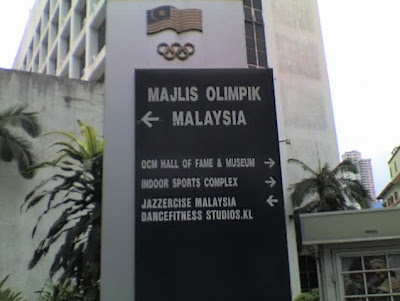 MAJLIS OLIMPIK
← MALAYSIA
OCM HALL OF FAME & MUSEUM →
INDOOR SPORTS COMPLEX →
JAZZERCISE MALAYSIA ←
DANCEFITNESS STUDIOS.KL